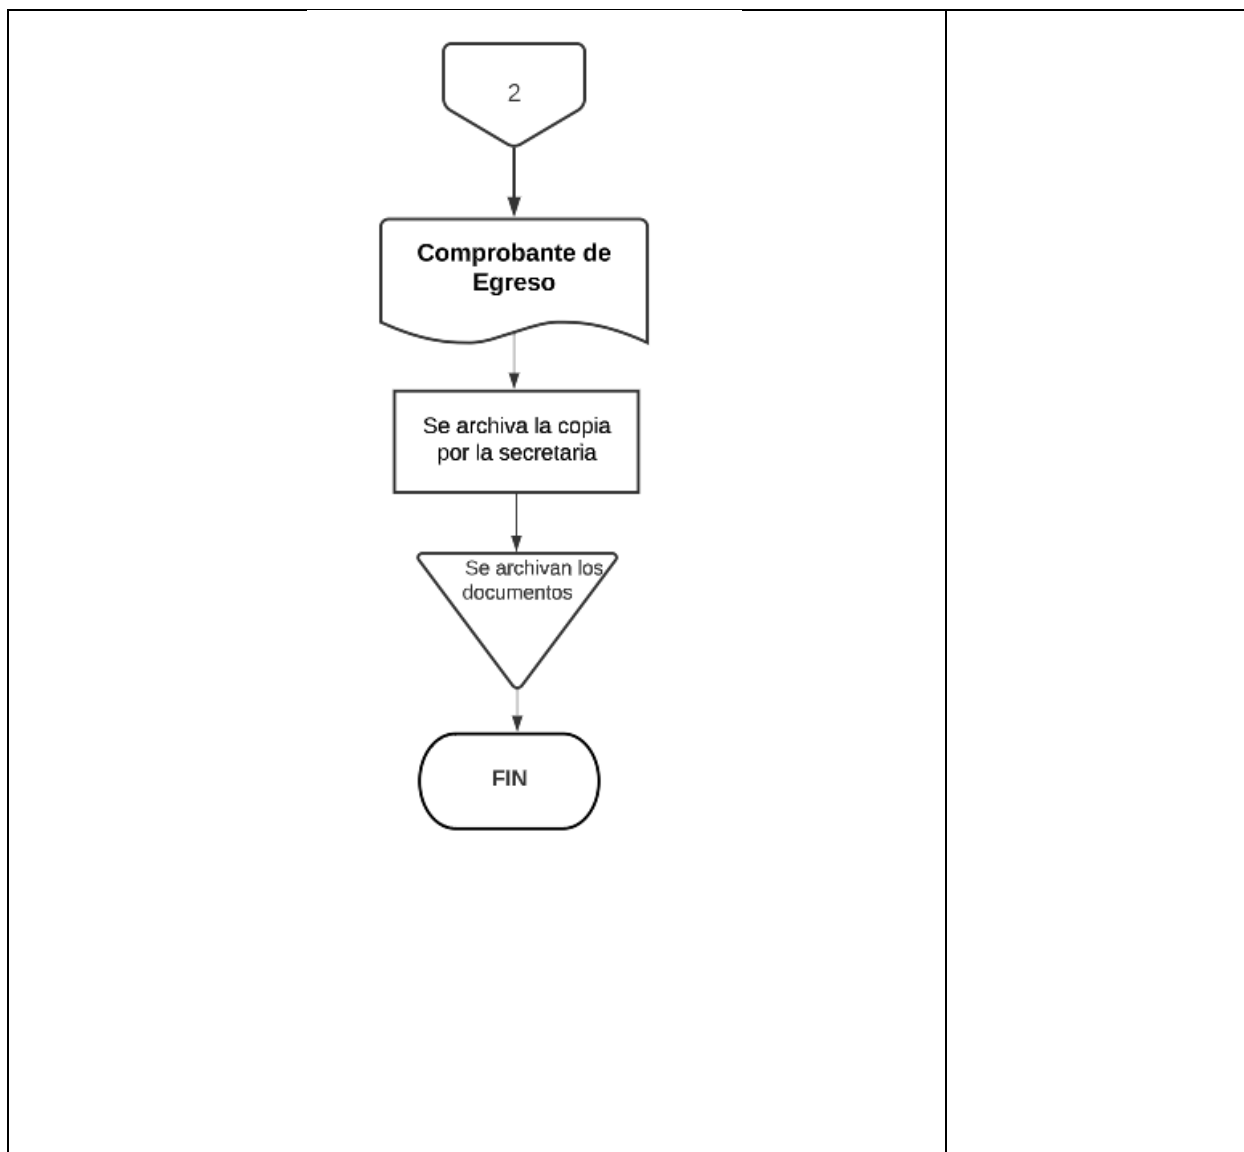 2
Comprobante de
Egreso
Se archiva la copia
por la secretaria
Se archivan los
documentos
FIN